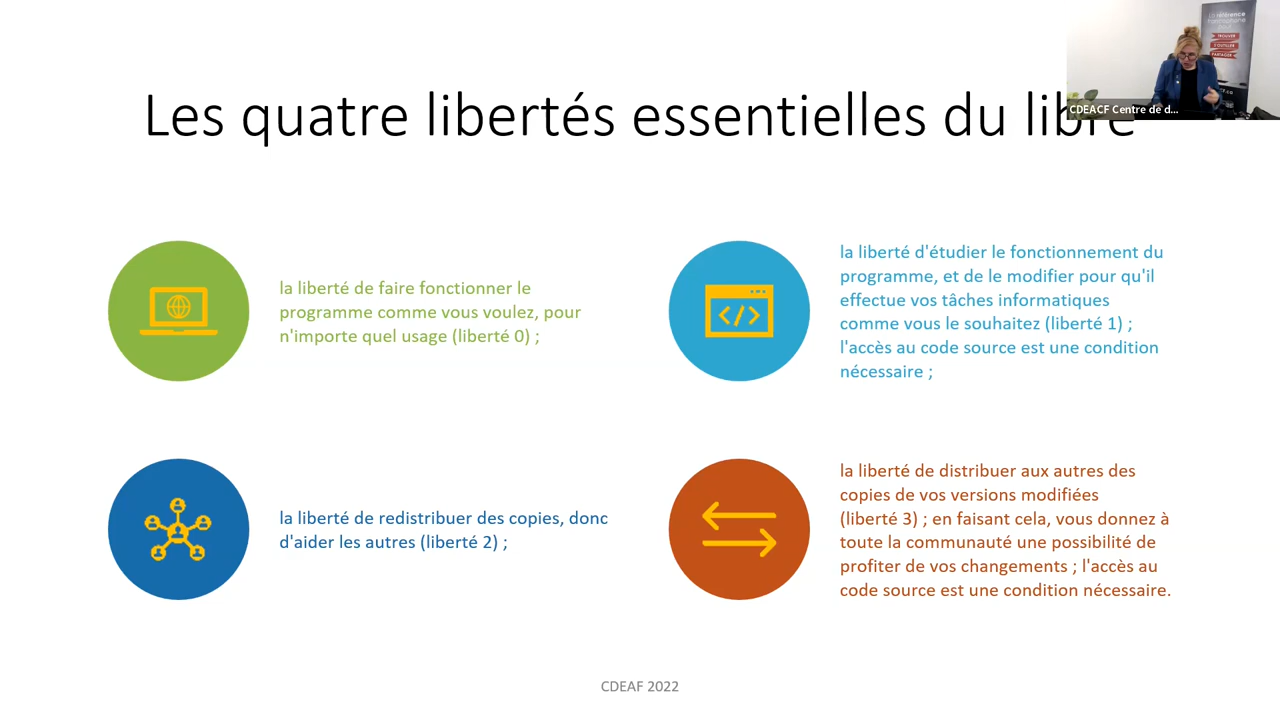 Les quatre libertés essentielles du libre
CDEACF Centre de d...
TROUVER
S'OUTILLER
PARTAGER
la liberté de faire fonctionner le
programme comme vous voulez, pour
n'importe quel usage (liberté 0) ;
la liberté d'étudier le fonctionnement du
programme, et de le modifier pour qu'il
effectue vos tâches informatiques
comme vous le souhaitez (liberté 1) ;
l'accès au code source est une condition
nécessaire ;
la liberté de redistribuer des copies, donc
d'aider les autres (liberté 2) ;
la liberté de distribuer aux autres des
copies de vos versions modifiées
(liberté 3) ; en faisant cela, vous donnez à
toute la communauté une possibilité de
profiter de vos changements ; l'accès au
code source est une condition nécessaire.
CDEAF 2022